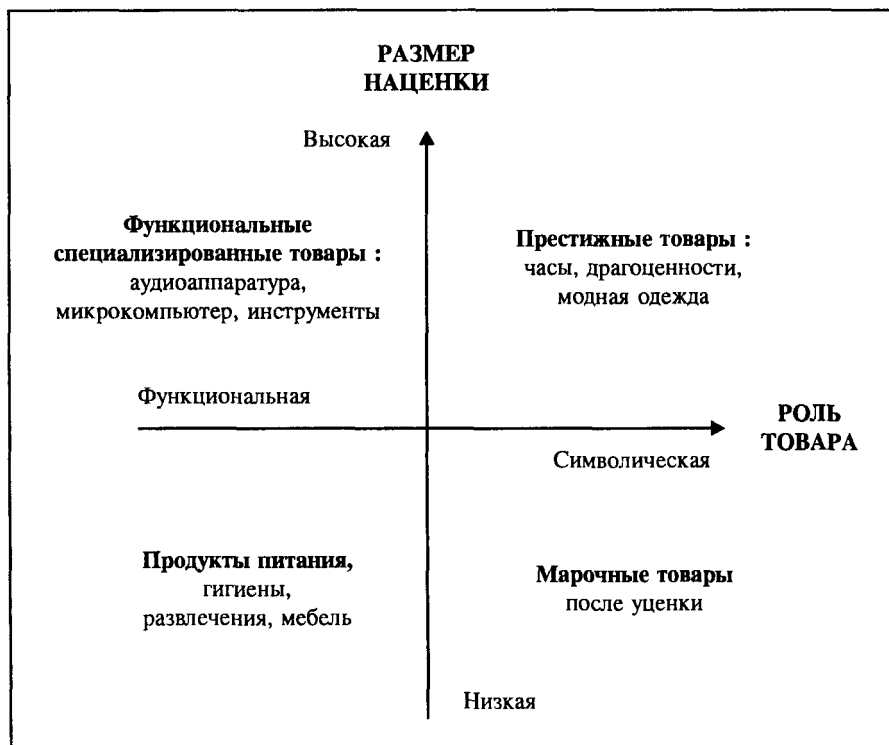 РАЗМЕР
НАЦЕНКИ
Высокая
Функциональные
специализированные товары :
аудиоаппаратура,
микрокомпьютер, инструменты
Престижные товары :
часы, драгоценности,
модная одежда
Функциональная
РОЛЬ
ТОВАРА
Символическая
Продукты питания,
гигиены,
развлечения, мебель
Марочные товары
после уценки
Низкая